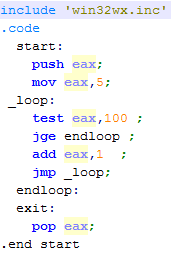 include 'win32wx.inc'
.code
start:
push eax;
mov eax,5;
_loop:
test eax,100 ;
jge endloop ;
add eax,1 ;
jmp _loop;
endloop:
exit:
pop eax;
.end start